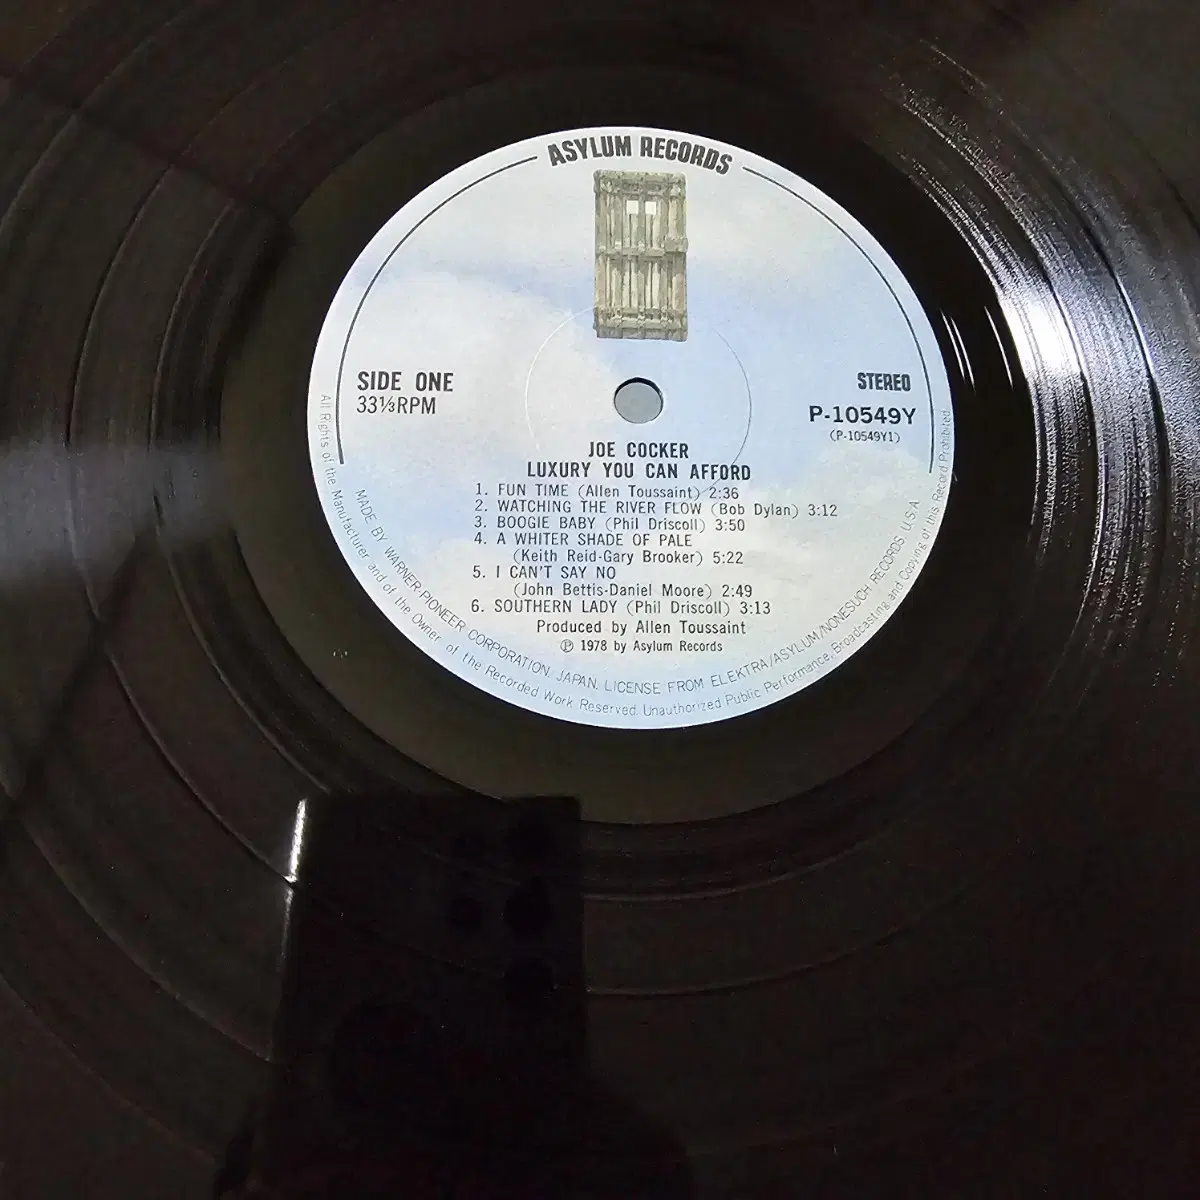 ASYLUM RECORDS
SIDE ONE
33⅓RPM
STEREO
P-10549Y
(P-10549Y1)
JOE COCKER
LUXURY YOU CAN AFFORD
1. FUN TIME (Allen Toussaint) 2:36
2. WATCHING THE RIVER FLOW (Bob Dylan) 3:12
3. BOOGIE BABY (Phil Driscoll) 3:50
4. A WHITER SHADE OF PALE
(Keith Reid-Gary Brooker) 5:22
5. I CAN'T SAY NO
(John Bettis-Daniel Moore) 2:49
6. SOUTHERN LADY (Phil Driscoll) 3:13
Produced by Allen Toussaint
Ⓟ 1978 by Asylum Records
MADE BY WARNER-PIONEER CORPORATION, JAPAN. LICENSE FROM ELEKTRA/ASYLUM/NONESUCH RECORDS U.S.A
All Rights of the Manufacturer and of the Owner of the Recorded Work Reserved. Unauthorized Public Performance, Broadcasting and Copying of this Record Prohibited.